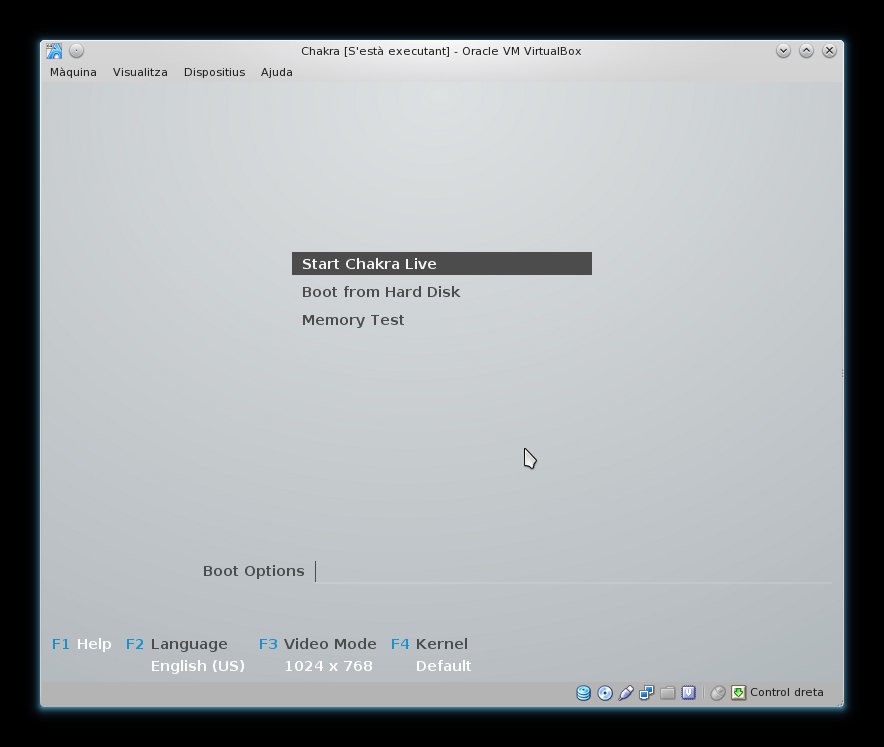 Chakra [S'està executant] - Oracle VM VirtualBox
Màquina Visualitza Dispositius Ajuda
Start Chakra Live
Boot from Hard Disk
Memory Test
Boot Options
F1 Help F2 Language F3 Video Mode F4 Kernel
English (US) 1024 x 768 Default
Control dreta